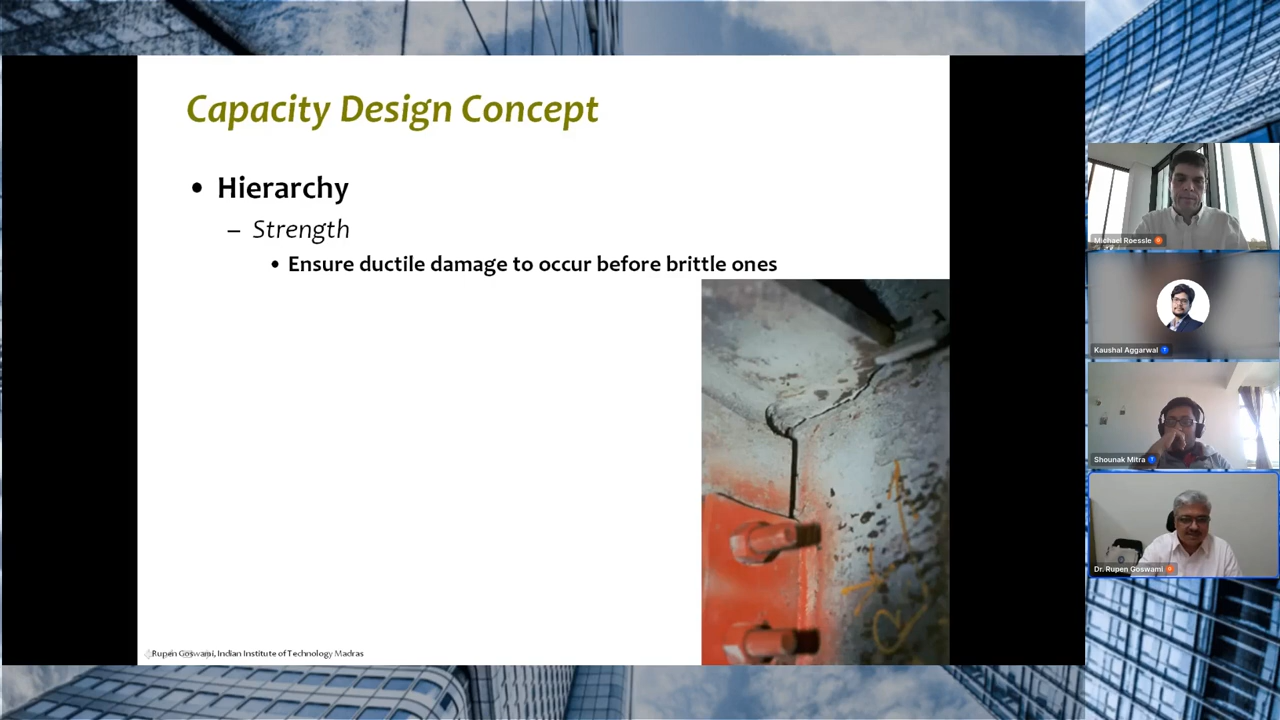 Capacity Design Concept
• Hierarchy
– Strength
• Ensure ductile damage to occur before brittle ones
Rupen Goswami, Indian Institute of Technology Madras
Michael Roessle
Kaushal Aggarwal
Shounak Mitra
Dr. Rupen Goswami